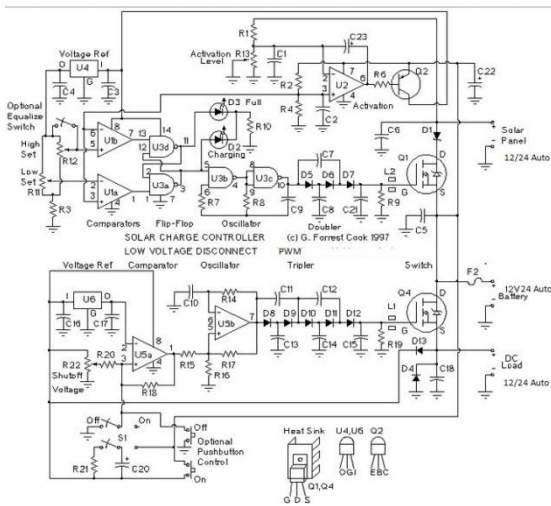 R1
C23
Voltage Ref
Activation
Level
R13
C1
O U4 I
G
C4
C3
R2
U2
R6
Q2
C22
R4
Activation
C2
Optional
Equalize
Switch
D3 Full
R10
D2
Charging
C6
D1
Solar
Panel
12/24 Auto
High
Set
R12
U1b
U3d
Low
Set
R11
R3
U1a
U3a
U3b
U3c
R7
R8
C7
D5 D6 D7
C9
C8
C21
L2
R9
Q1
D
G
S
C5
Comparators Flip-Flop Oscillator Doubler
SOLAR CHARGE CONTROLLER (c) G. Forrest Cook 1997
LOW VOLTAGE DISCONNECT PWM
Voltage Ref Comparator Oscillator Tripler Switch
F2
12V24 Auto
Battery
I U6 O
G
C16
C17
C10
R14
C11
C12
U5a
U5b
D8 D9 D10 D11 D12
C13
C14
C15
L1
R19
Q4
D
G
S
R22
Shutoff
Voltage
R20
R18
R15
R17
R16
D13
D4
C18
DC
Load
12/24 Auto
Off
On
S1
R21
C20
Off
Optional
Pushbutton
Control
On
Heat Sink
Q1,Q4
G D S
U4,U6
OGI
Q2
EBC